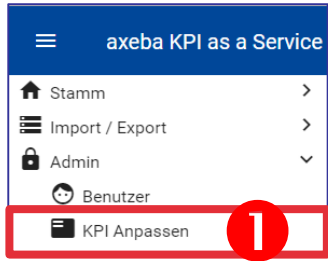 axeba KPI as a Service
Stamm
Import / Export
Admin
Benutzer
KPI Anpassen
1